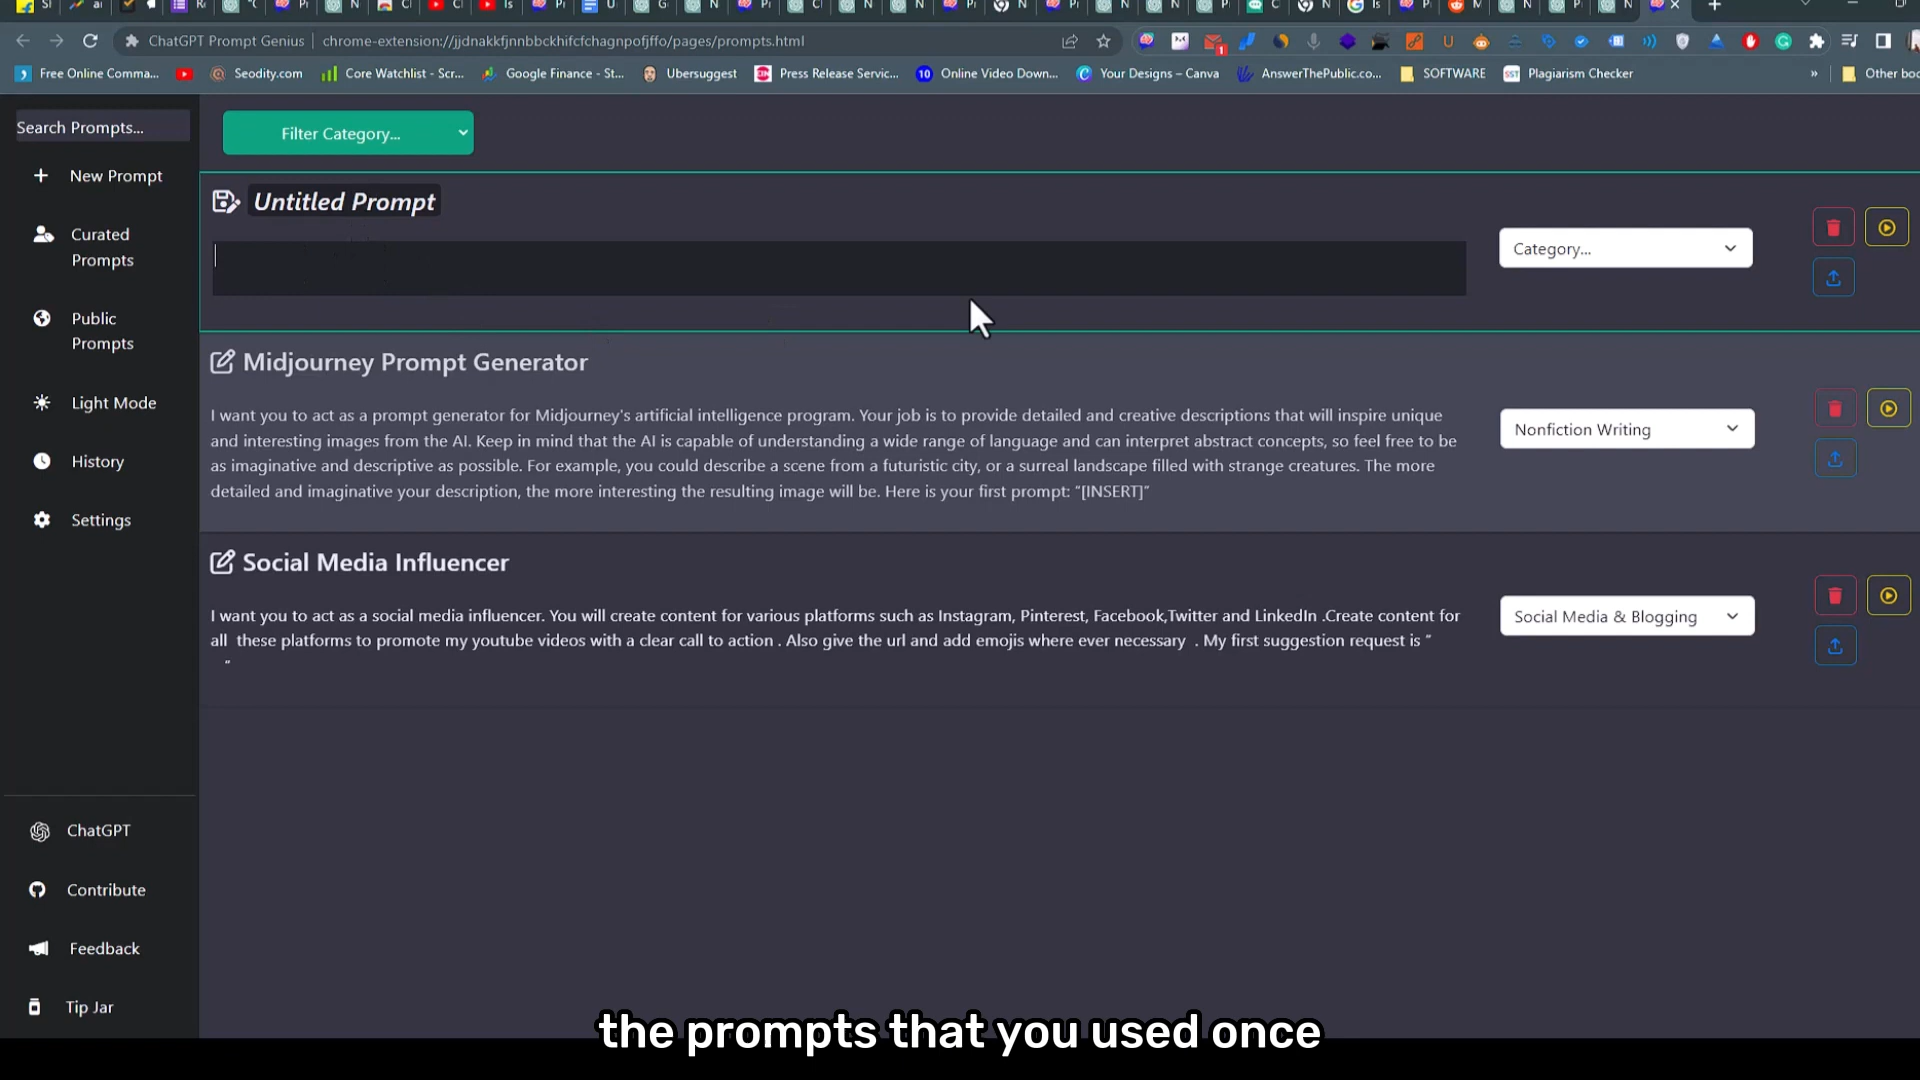 ChatGPT Prompt Genius | chrome-extension://jjdnakkfjnnbbckhifcfchagnpofjffo/pages/prompts.html
Free Online Comma... Seodity.com Core Watchlist - Scr... Google Finance - St... Ubersuggest Press Release Servic... Online Video Down... Your Designs – Canva AnswerThePublic.co... SOFTWARE Plagiarism Checker » Other boo
Search Prompts...
New Prompt
Curated
Prompts
Public
Prompts
Light Mode
History
Settings
ChatGPT
Contribute
Feedback
Tip Jar
Filter Category...
Untitled Prompt
Category...
Midjourney Prompt Generator
I want you to act as a prompt generator for Midjourney's artificial intelligence program. Your job is to provide detailed and creative descriptions that will inspire unique
and interesting images from the AI. Keep in mind that the AI is capable of understanding a wide range of language and can interpret abstract concepts, so feel free to be
as imaginative and descriptive as possible. For example, you could describe a scene from a futuristic city, or a surreal landscape filled with strange creatures. The more
detailed and imaginative your description, the more interesting the resulting image will be. Here is your first prompt: “[INSERT]”
Nonfiction Writing
Social Media Influencer
I want you to act as a social media influencer. You will create content for various platforms such as Instagram, Pinterest, Facebook,Twitter and LinkedIn .Create content for
all these platforms to promote my youtube videos with a clear call to action . Also give the url and add emojis where ever necessary . My first suggestion request is “
“
Social Media & Blogging
the prompts that you used once